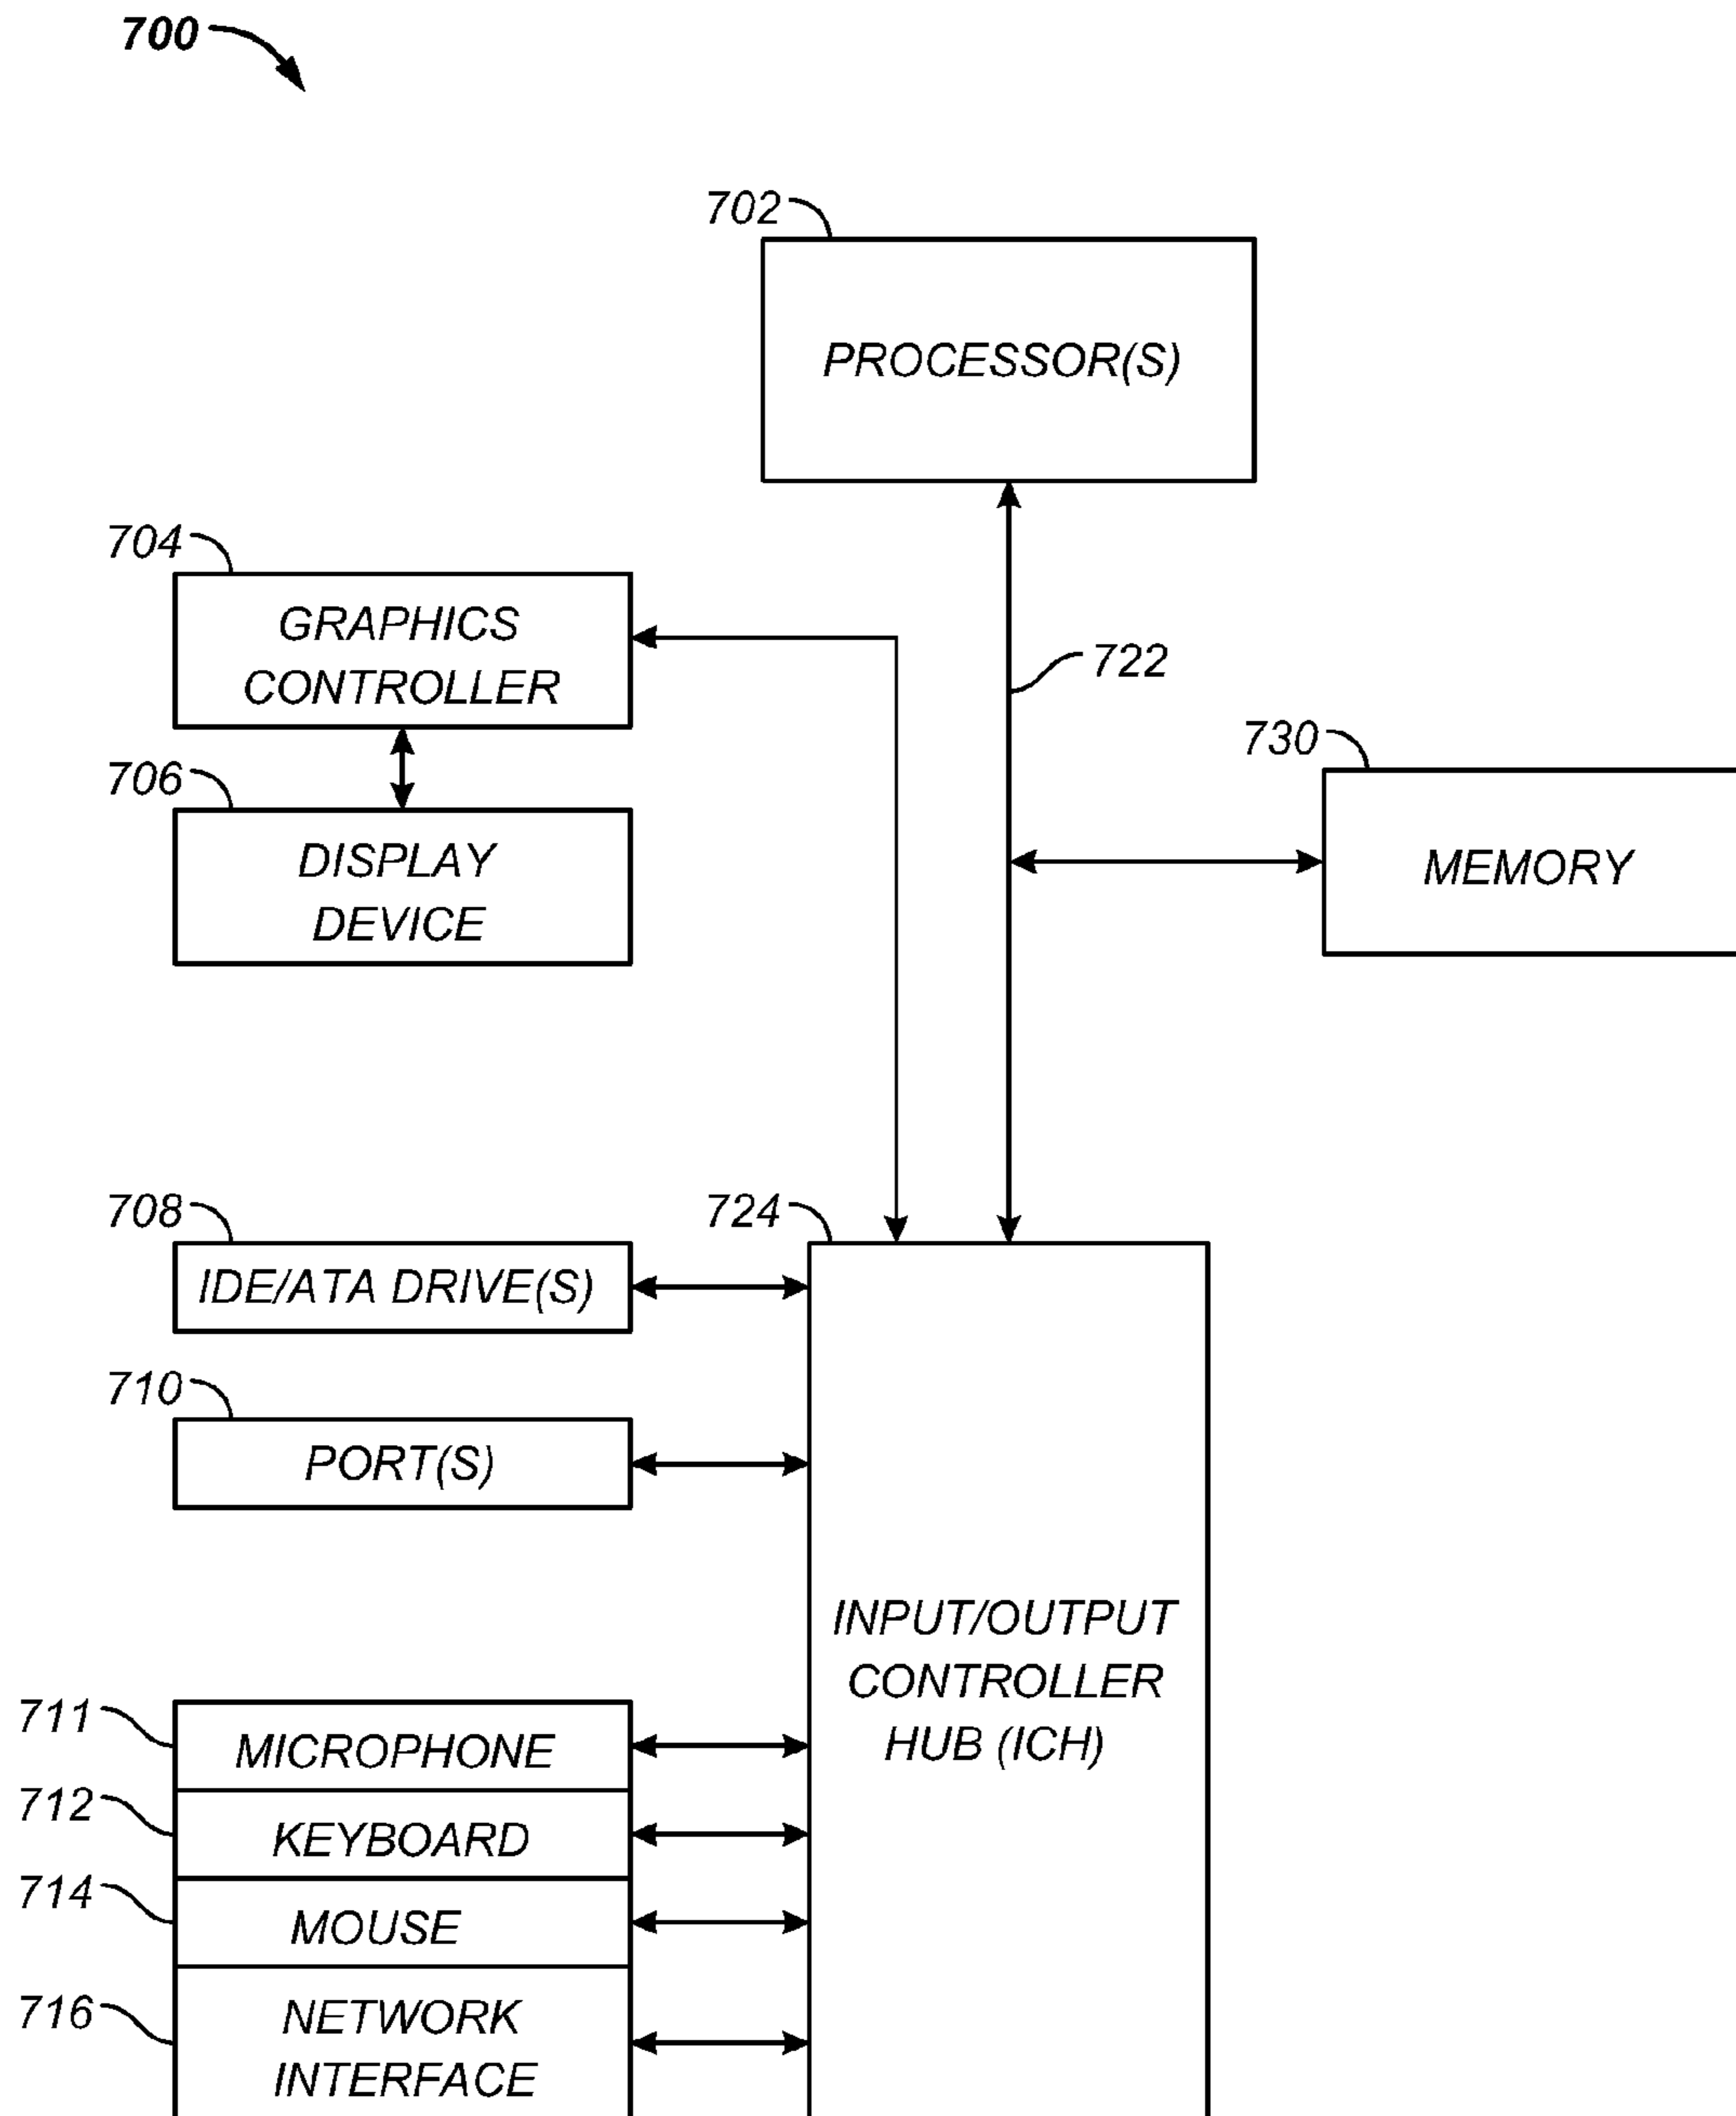 700
702
PROCESSOR(S)
704
GRAPHICS
CONTROLLER
722
730
706
DISPLAY
DEVICE
MEMORY
708
724
IDE/ATA DRIVE(S)
710
PORT(S)
INPUT/OUTPUT
CONTROLLER
HUB (ICH)
711
MICROPHONE
712
KEYBOARD
714
MOUSE
716
NETWORK
INTERFACE